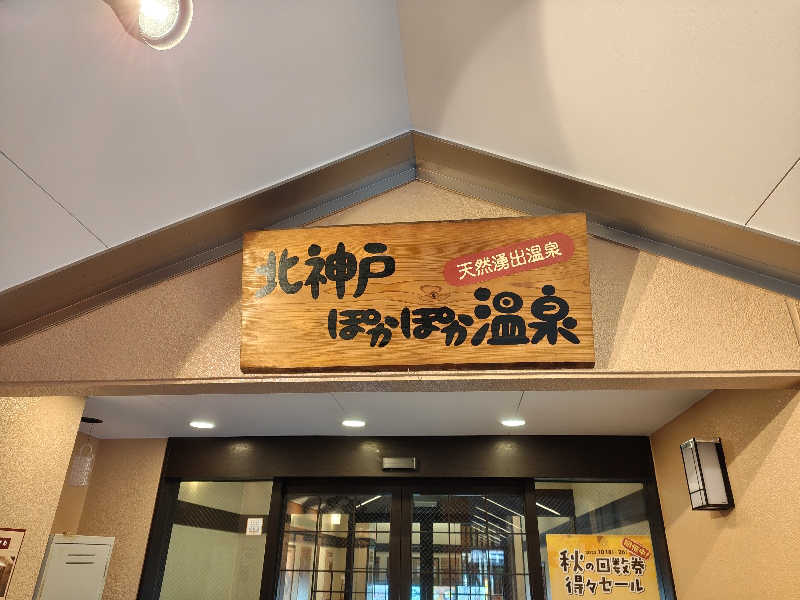 北神戸
天然湧出温泉
ぽかぽか温泉
秋の回数券
得々セール